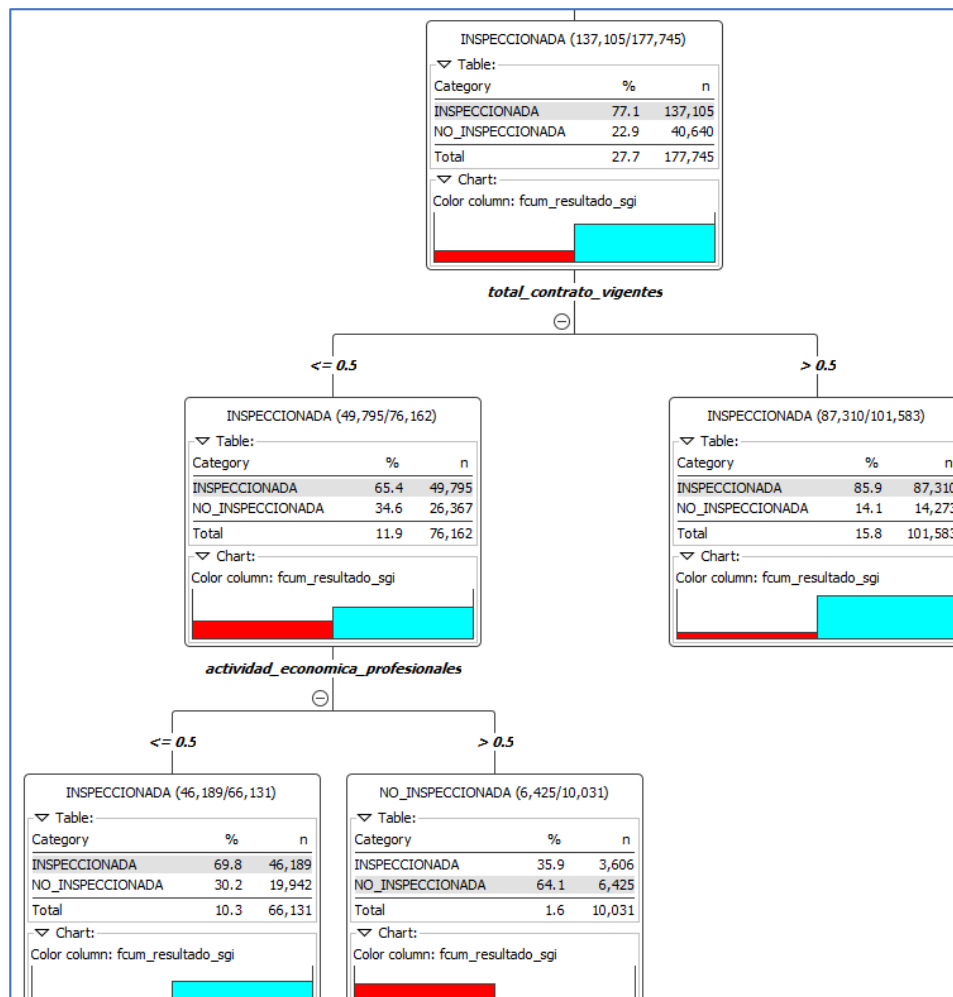 INSPECCIONADA (137,105/177,745)
Table:
Category % n
INSPECCIONADA 77.1 137,105
NO_INSPECCIONADA 22.9 40,640
Total 27.7 177,745
Chart:
Color column: fcum_resultado_sgi
total_contrato_vigentes
<= 0.5
> 0.5
INSPECCIONADA (49,795/76,162)
Table:
Category % n
INSPECCIONADA 65.4 49,795
NO_INSPECCIONADA 34.6 26,367
Total 11.9 76,162
Chart:
Color column: fcum_resultado_sgi
INSPECCIONADA (87,310/101,583)
Table:
Category % n
INSPECCIONADA 85.9 87,310
NO_INSPECCIONADA 14.1 14,273
Total 15.8 101,583
Chart:
Color column: fcum_resultado_sgi
actividad_economica_profesionales
<= 0.5
> 0.5
INSPECCIONADA (46,189/66,131)
Table:
Category % n
INSPECCIONADA 69.8 46,189
NO_INSPECCIONADA 30.2 19,942
Total 10.3 66,131
Chart:
Color column: fcum_resultado_sgi
NO_INSPECCIONADA (6,425/10,031)
Table:
Category % n
INSPECCIONADA 35.9 3,606
NO_INSPECCIONADA 64.1 6,425
Total 1.6 10,031
Chart:
Color column: fcum_resultado_sgi